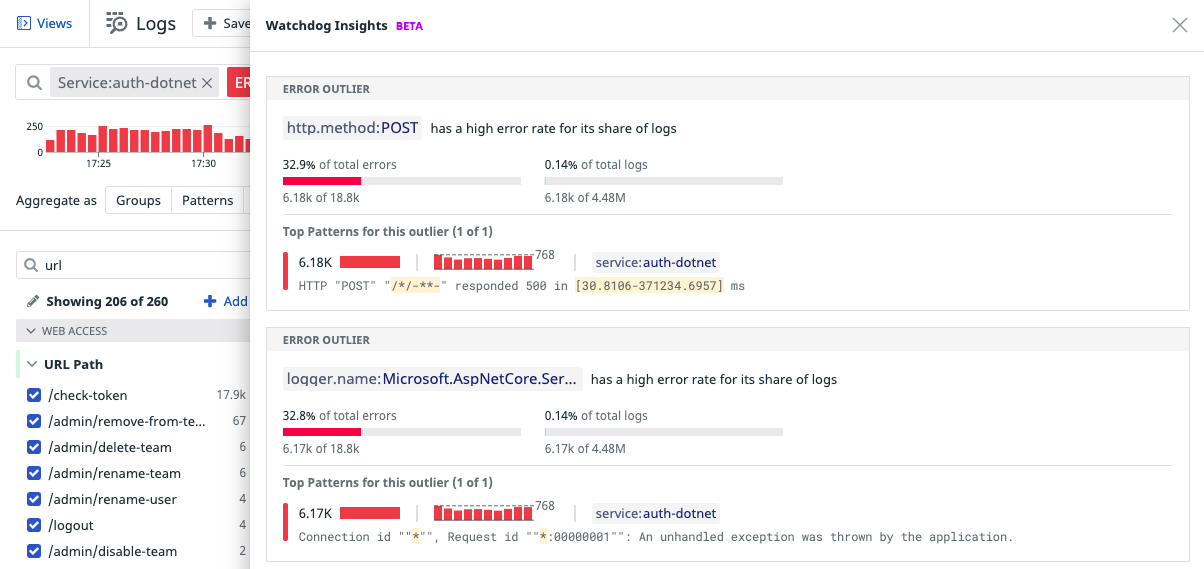 Views
Logs
Save
Service:auth-dotnet
ER
250
0
17:25
17:30
Aggregate as
Groups
Patterns
url
Showing 206 of 260
Add
WEB ACCESS
URL Path
/check-token 17.9k
/admin/remove-from-te... 67
/admin/delete-team 6
/admin/rename-team 6
/admin/rename-user 4
/logout 4
/admin/disable-team 2
Watchdog Insights BETA
ERROR OUTLIER
http.method:POST has a high error rate for its share of logs
32.9% of total errors 0.14% of total logs
6.18k of 18.8k 6.18k of 4.48M
Top Patterns for this outlier (1 of 1)
6.18K 768 service:auth-dotnet
HTTP "POST" "/*/-**-" responded 500 in [30.8106-371234.6957] ms
ERROR OUTLIER
logger.name:Microsoft.AspNetCore.Ser... has a high error rate for its share of logs
32.8% of total errors 0.14% of total logs
6.17k of 18.8k 6.17k of 4.48M
Top Patterns for this outlier (1 of 1)
6.17K 768 service:auth-dotnet
Connection id ""*"", Request id ""*:00000001"": An unhandled exception was thrown by the application.